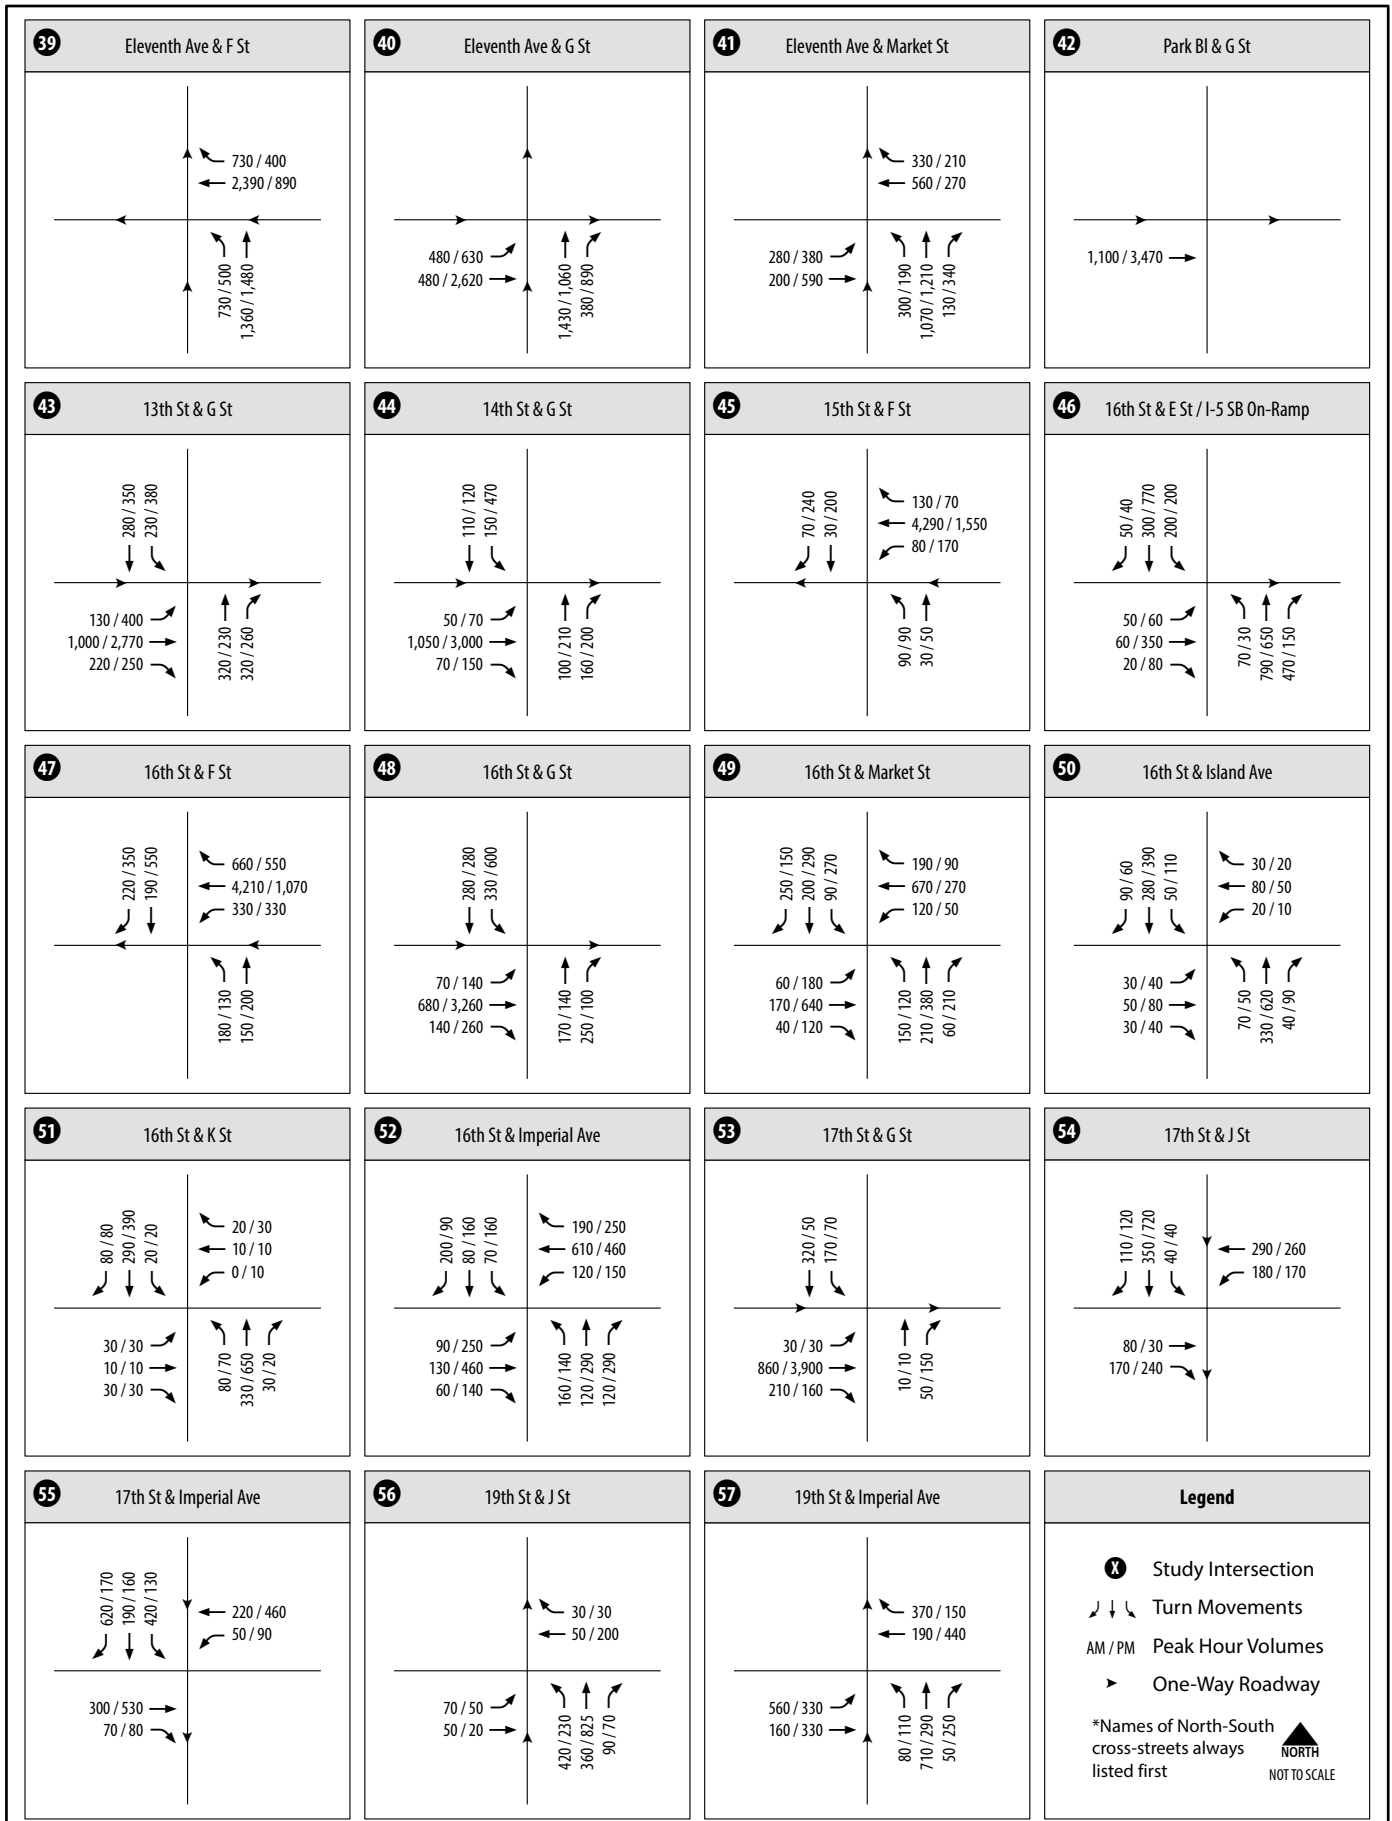 39 Eleventh Ave & F St
730 / 400
2,390 / 890
730 / 500
1,360 / 1,480
40 Eleventh Ave & G St
480 / 630
480 / 2,620
1,430 / 1,060
380 / 890
41 Eleventh Ave & Market St
330 / 210
560 / 270
280 / 380
200 / 590
300 / 190
1,070 / 1,210
130 / 340
42 Park Bl & G St
1,100 / 3,470
43 13th St & G St
280 / 350
230 / 380
130 / 400
1,000 / 2,770
220 / 250
320 / 230
320 / 260
44 14th St & G St
110 / 120
150 / 470
50 / 70
1,050 / 3,000
70 / 150
100 / 210
160 / 200
45 15th St & F St
70 / 240
30 / 200
130 / 70
4,290 / 1,550
80 / 170
90 / 90
30 / 50
46 16th St & E St / I-5 SB On-Ramp
50 / 40
300 / 770
200 / 200
50 / 60
60 / 350
20 / 80
70 / 30
790 / 650
470 / 150
47 16th St & F St
220 / 350
190 / 550
660 / 550
4,210 / 1,070
330 / 330
180 / 130
150 / 200
48 16th St & G St
280 / 280
330 / 600
70 / 140
680 / 3,260
140 / 260
170 / 140
250 / 100
49 16th St & Market St
250 / 150
200 / 290
90 / 270
190 / 90
670 / 270
120 / 50
60 / 180
170 / 640
40 / 120
150 / 120
210 / 380
60 / 210
50 16th St & Island Ave
90 / 60
280 / 390
50 / 110
30 / 20
80 / 50
20 / 10
30 / 40
50 / 80
30 / 40
70 / 50
330 / 620
40 / 90
51 16th St & K St
80 / 80
290 / 390
20 / 20
20 / 30
10 / 10
0 / 10
30 / 30
10 / 10
30 / 30
80 / 70
330 / 650
30 / 20
52 16th St & Imperial Ave
200 / 90
80 / 160
70 / 160
190 / 250
610 / 460
120 / 150
90 / 250
130 / 460
60 / 140
160 / 140
120 / 290
120 / 290
53 17th St & G St
320 / 50
170 / 70
30 / 30
860 / 3,900
210 / 160
10 / 10
50 / 150
54 17th St & J St
110 / 120
350 / 720
40 / 40
290 / 260
180 / 170
80 / 30
170 / 240
55 17th St & Imperial Ave
620 / 170
190 / 160
420 / 130
220 / 460
50 / 90
300 / 530
70 / 80
56 19th St & J St
30 / 30
50 / 200
70 / 50
50 / 20
420 / 230
360 / 825
90 / 70
57 19th St & Imperial Ave
370 / 150
190 / 440
560 / 330
160 / 330
80 / 110
710 / 290
50 / 250
Legend
X Study Intersection
Turn Movements
AM / PM Peak Hour Volumes
One-Way Roadway
*Names of North-South
cross-streets always
listed first
NORTH
NOT TO SCALE